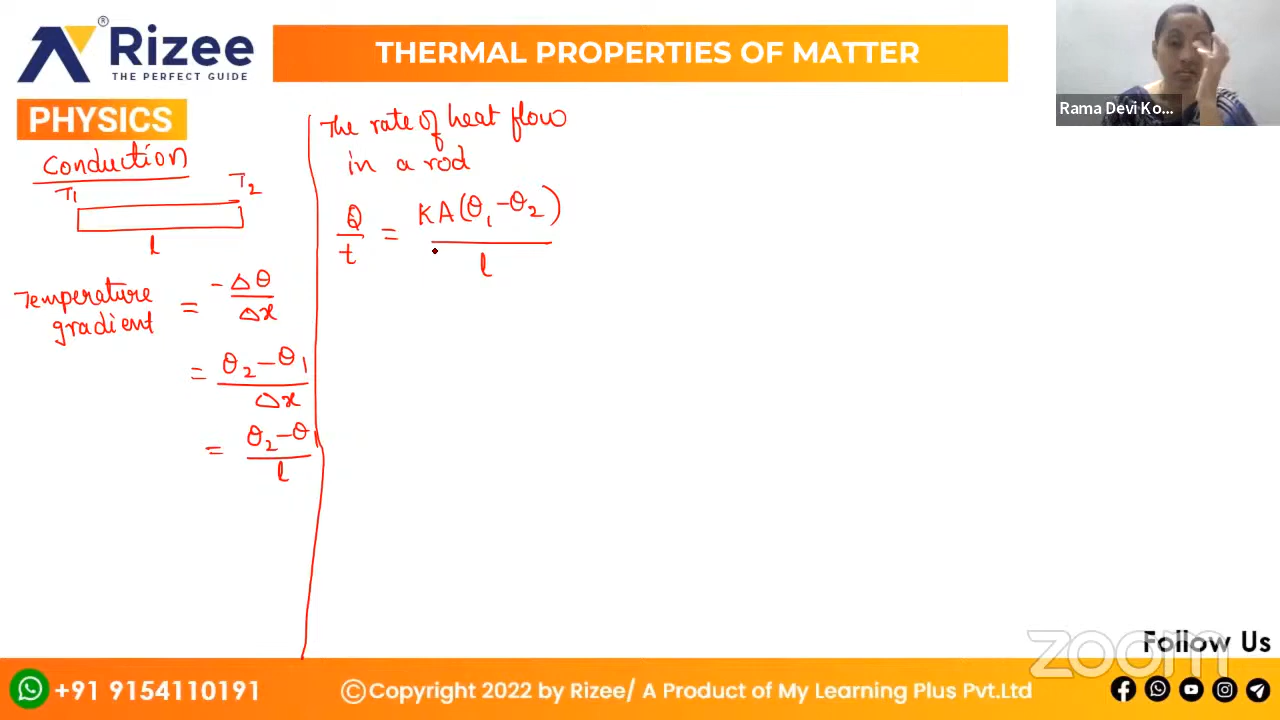 Rizee®
THE PERFECT GUIDE
THERMAL PROPERTIES OF MATTER
Rama Devi Ko...
PHYSICS
Conduction
T1 T2
l
Temperature gradient = -Δθ/Δx
= θ2-θ1/Δx
= θ2-θ1/l
The rate of heat flow
in a rod
Q/t = KA(θ1-θ2)/l
Follow Us
zoom
+91 9154110191
©Copyright 2022 by Rizee/ A Product of My Learning Plus Pvt.Ltd